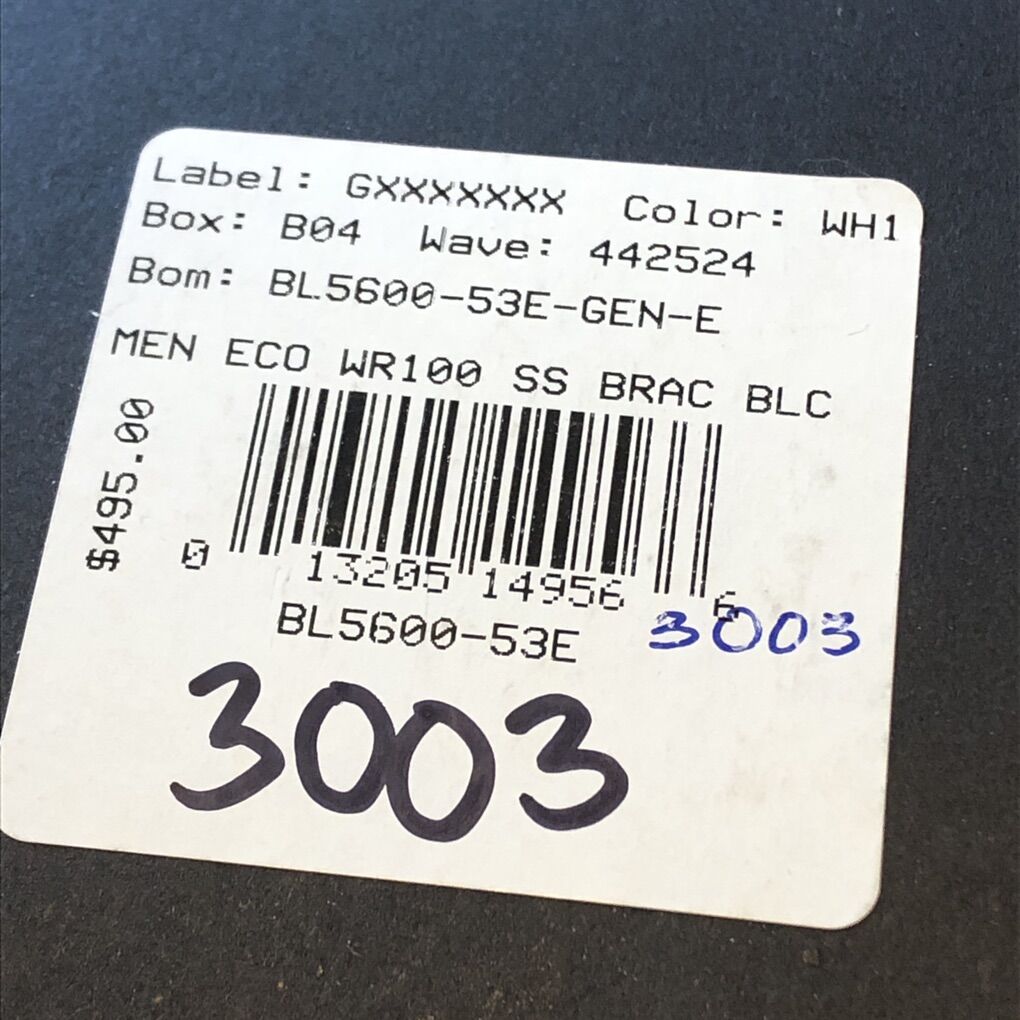 Label: GXXXXXXX Color: WH1
Box: B04 Wave: 442524
Bom: BL5600-53E-GEN-E
MEN ECO WR100 SS BRAC BLC
$495.00
0 13205 14956 6
BL5600-53E
3003
3003